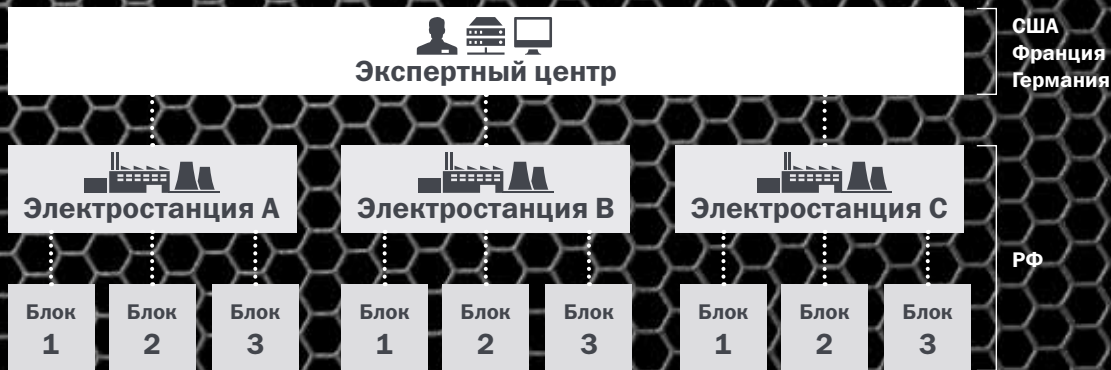 Экспертный центр
США
Франция
Германия
Электростанция A
Электростанция B
Электростанция C
РФ
Блок
1
Блок
2
Блок
3
Блок
1
Блок
2
Блок
3
Блок
1
Блок
2
Блок
3